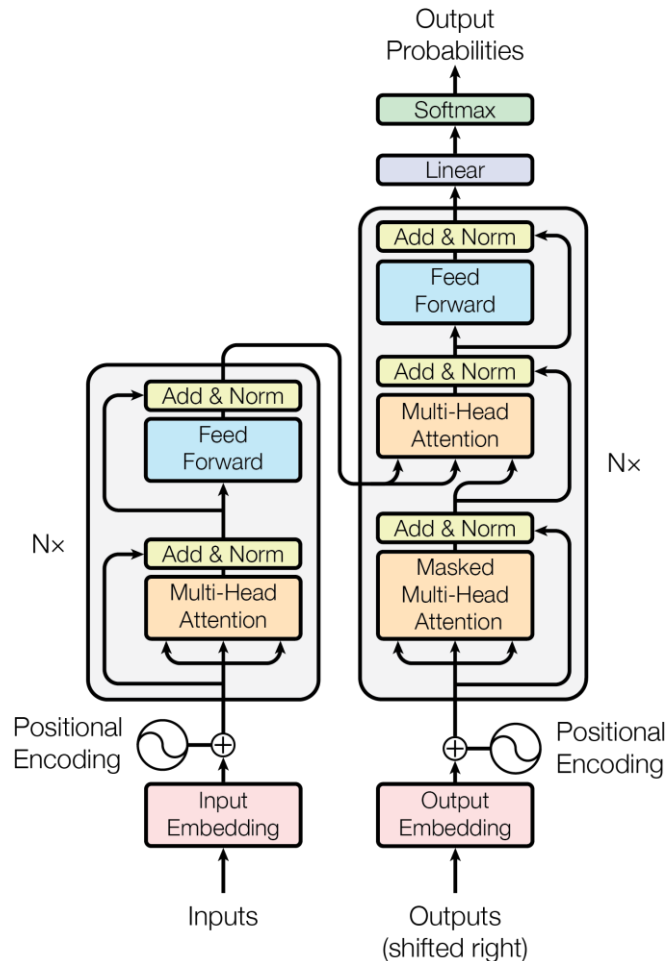 Output
Probabilities
Softmax
Linear
Add & Norm
Feed
Forward
Add & Norm
Multi-Head
Attention
Add & Norm
Masked
Multi-Head
Attention
N×
Add & Norm
Feed
Forward
Add & Norm
Multi-Head
Attention
N×
Positional
Encoding
Positional
Encoding
Input
Embedding
Output
Embedding
Inputs
Outputs
(shifted right)